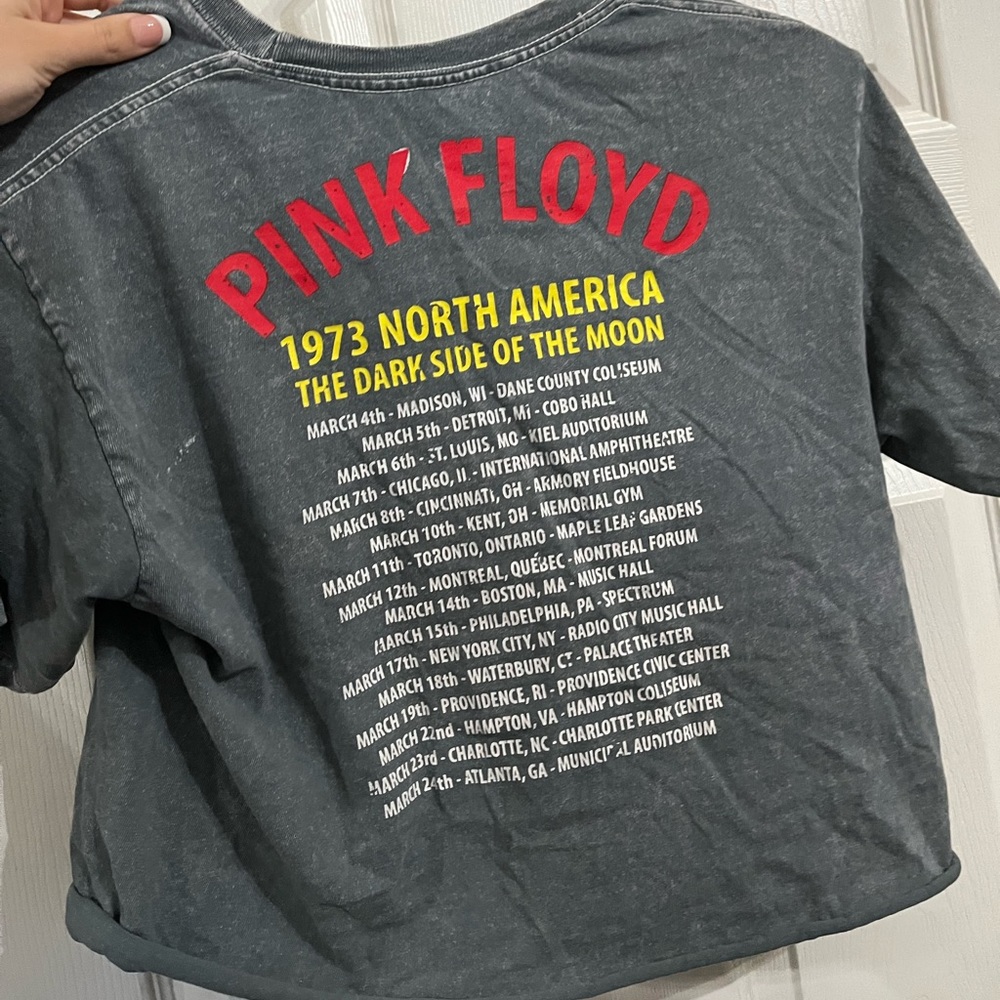 PINK FLOYD
1973 NORTH AMERICA
THE DARK SIDE OF THE MOON
MARCH 4th - MADISON, WI - DANE COUNTY COLISEUM
MARCH 5th - DETROIT, MI - COBO HALL
MARCH 6th - ST. LOUIS, MO - KIEL AUDITORIUM
MARCH 7th - CHICAGO, IL - INTERNATIONAL AMPHITHEATRE
MARCH 8th - CINCINNATI, OH - ARMORY FIELDHOUSE
MARCH 10th - KENT, OH - MEMORIAL GYM
MARCH 11th - TORONTO, ONTARIO - MAPLE LEAF GARDENS
MARCH 12th - MONTREAL, QUÉBEC - MONTREAL FORUM
MARCH 14th - BOSTON, MA - MUSIC HALL
MARCH 15th - PHILADELPHIA, PA - SPECTRUM
MARCH 17th - NEW YORK CITY, NY - RADIO CITY MUSIC HALL
MARCH 18th - WATERBURY, CT - PALACE THEATER
MARCH 19th - PROVIDENCE, RI - PROVIDENCE CIVIC CENTER
MARCH 22nd - HAMPTON, VA - HAMPTON COLISEUM
MARCH 23rd - CHARLOTTE, NC - CHARLOTTE PARK CENTER
MARCH 24th - ATLANTA, GA - MUNICIPAL AUDITORIUM